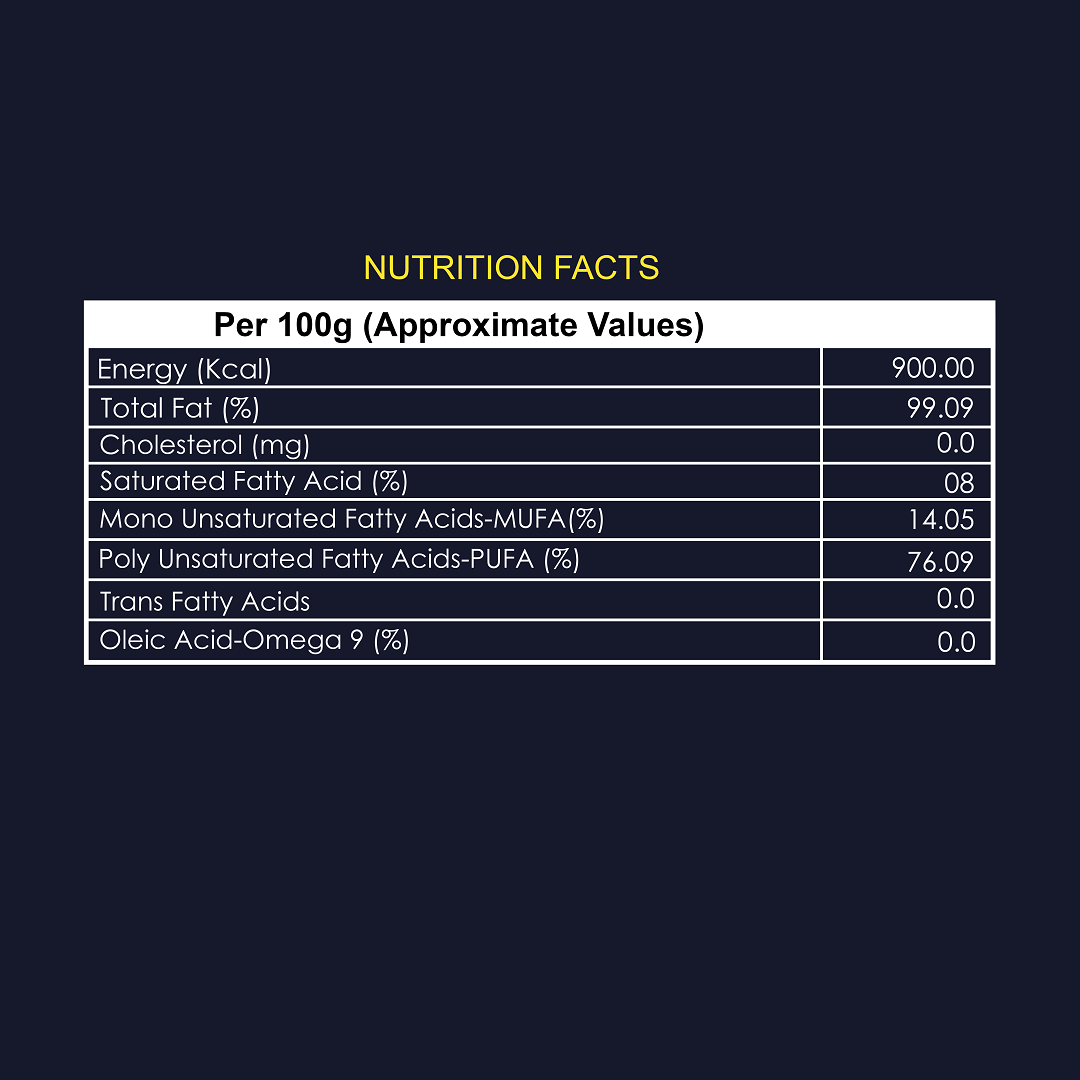 NUTRITION FACTS
Per 100g (Approximate Values)
Energy (Kcal) 900.00
Total Fat (%) 99.09
Cholesterol (mg) 0.0
Saturated Fatty Acid (%) 08
Mono Unsaturated Fatty Acids-MUFA(%) 14.05
Poly Unsaturated Fatty Acids-PUFA (%) 76.09
Trans Fatty Acids 0.0
Oleic Acid-Omega 9 (%) 0.0